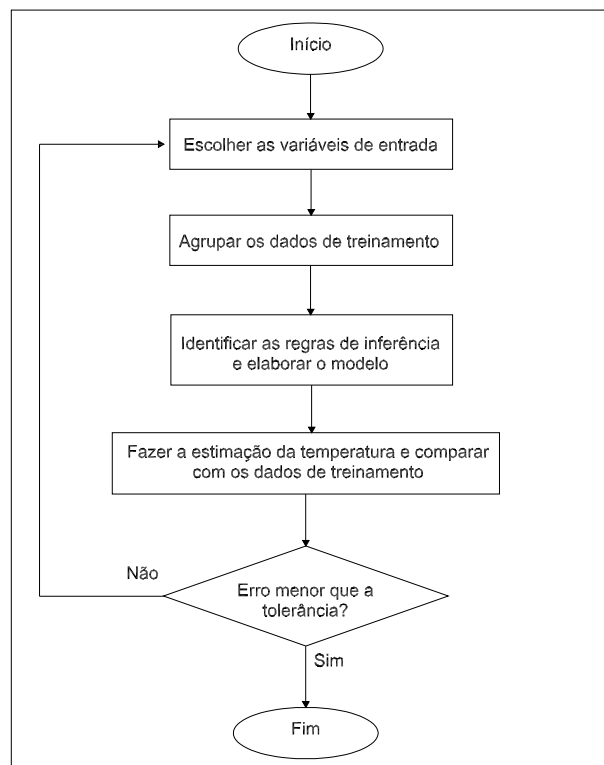 Início
Escolher as variáveis de entrada
Agrupar os dados de treinamento
Identificar as regras de inferência
e elaborar o modelo
Fazer a estimação da temperatura e comparar
com os dados de treinamento
Não
Erro menor que a
tolerância?
Sim
Fim